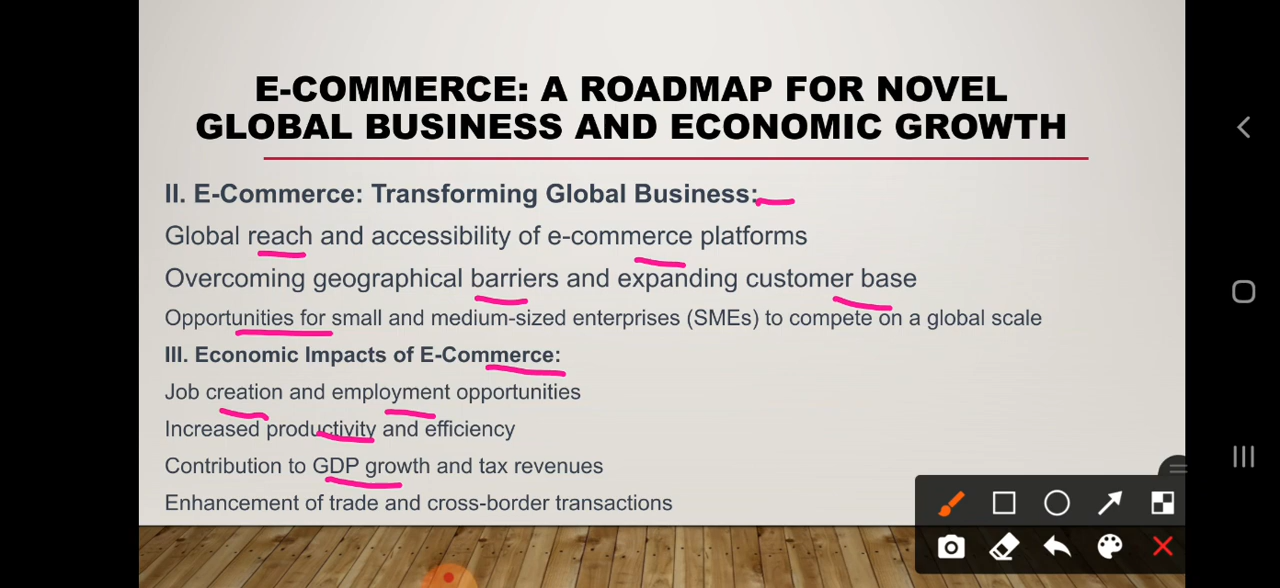 E-COMMERCE: A ROADMAP FOR NOVEL
GLOBAL BUSINESS AND ECONOMIC GROWTH
II. E-Commerce: Transforming Global Business:
Global reach and accessibility of e-commerce platforms
Overcoming geographical barriers and expanding customer base
Opportunities for small and medium-sized enterprises (SMEs) to compete on a global scale
III. Economic Impacts of E-Commerce:
Job creation and employment opportunities
Increased productivity and efficiency
Contribution to GDP growth and tax revenues
Enhancement of trade and cross-border transactions